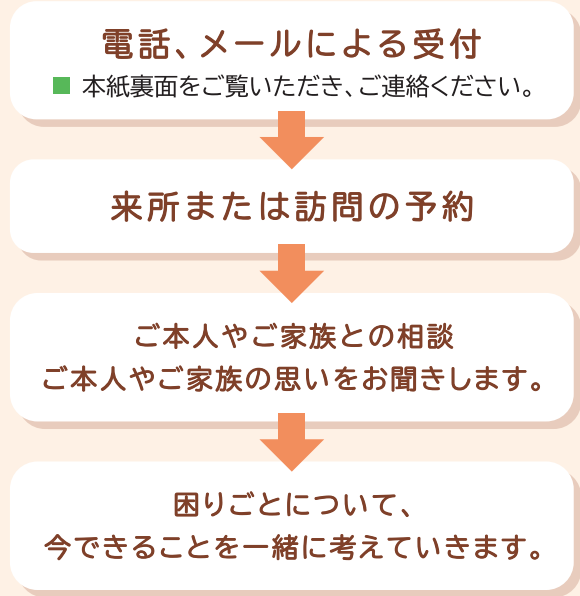 電話、メールによる受付
■ 本紙裏面をご覧いただき、ご連絡ください。
来所または訪問の予約
ご本人やご家族との相談
ご本人やご家族の思いをお聞きします。
困りごとについて、
今できることを一緒に考えていきます。